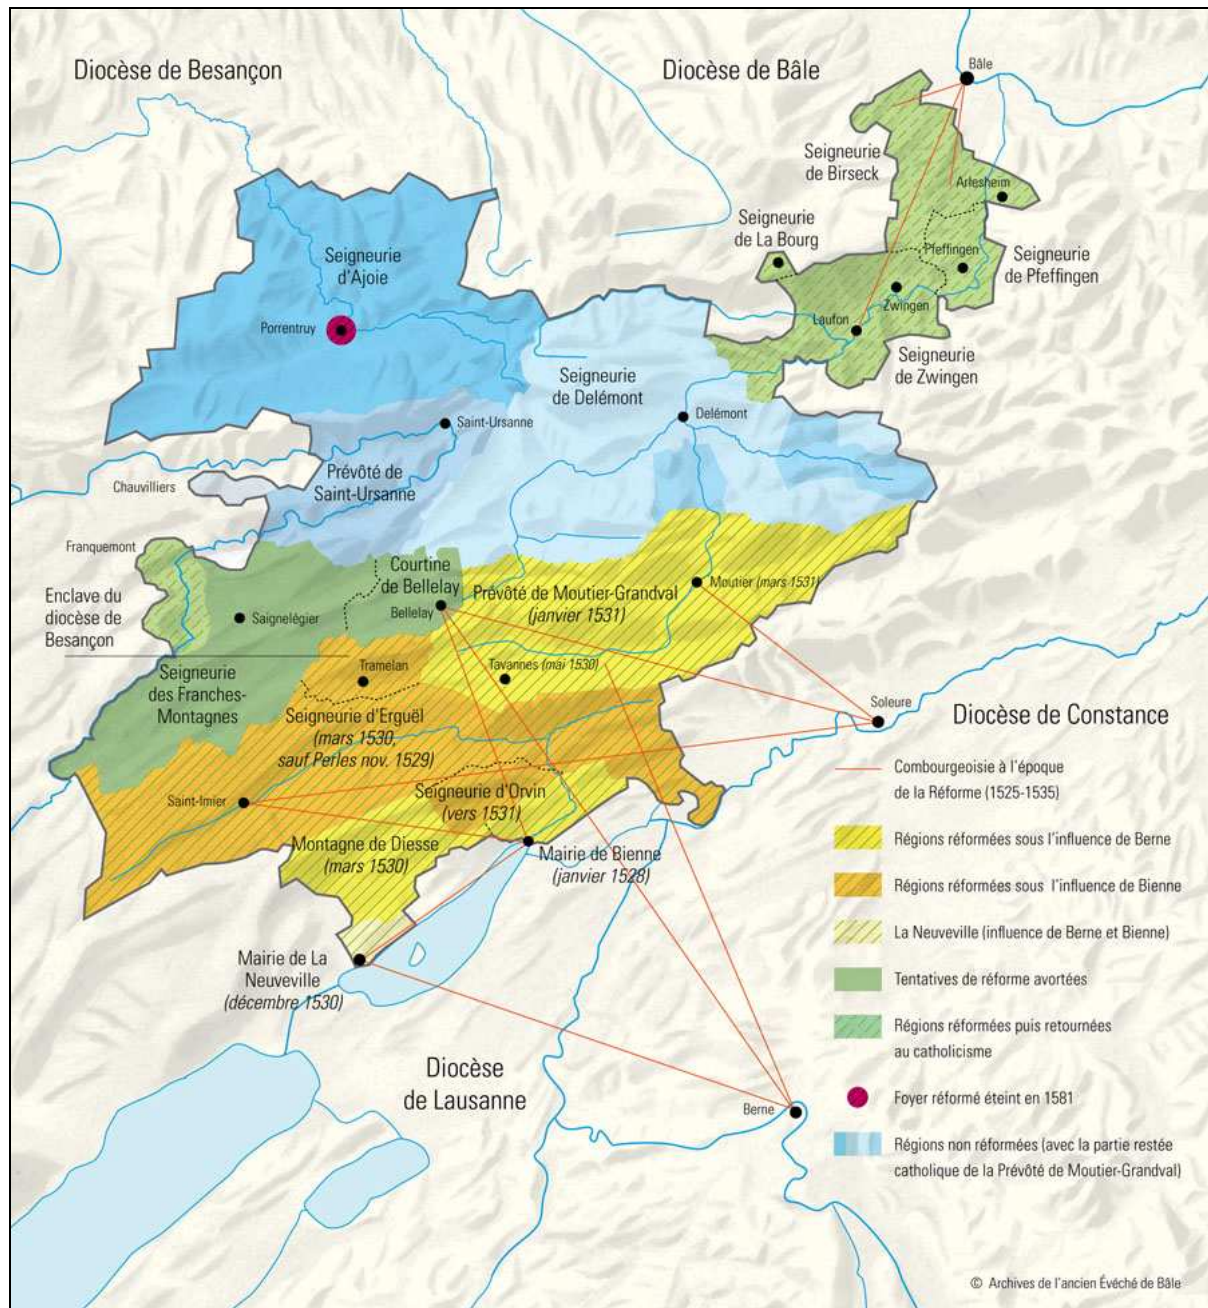 Diocèse de Besançon
Diocèse de Bâle
Bâle
Seigneurie
de Birseck
Arlesheim
Seigneurie
de La Bourg
Pfeffingen
Seigneurie
de Pfeffingen
Zwingen
Laufon
Seigneurie
de Zwingen
Seigneurie
d'Ajoie
Porrentruy
Seigneurie
de Delémont
Delémont
Saint-Ursanne
Prévôté de
Saint-Ursanne
Chauvilliers
Franquemont
Enclave du
diocèse de
Besançon
Courtine
de Bellelay
Bellelay
Prévôté de Moutier-Grandval
(janvier 1531)
Moutier (mars 1531)
Saignelégier
Seigneurie
des Franches-
Montagnes
Tramelan
Tavannes (mai 1530)
Seigneurie d'Erguël
(mars 1530,
sauf Perles nov. 1529)
Soleure
Diocèse de Constance
Saint-Imier
Seigneurie d'Orvin
(vers 1531)
Montagne de Diesse
(mars 1530)
Mairie de Bienne
(janvier 1528)
Mairie de La
Neuveville
(décembre 1530)
Diocèse
de Lausanne
Berne
Combourgeoisie à l'époque
de la Réforme (1525-1535)
Régions réformées sous l'influence de Berne
Régions réformées sous l'influence de Bienne
La Neuveville (influence de Berne et Bienne)
Tentatives de réforme avortées
Régions réformées puis retournées
au catholicisme
Foyer réformé éteint en 1581
Régions non réformées (avec la partie restée
catholique de la Prévôté de Moutier-Grandval)
© Archives de l'ancien Évéché de Bâle